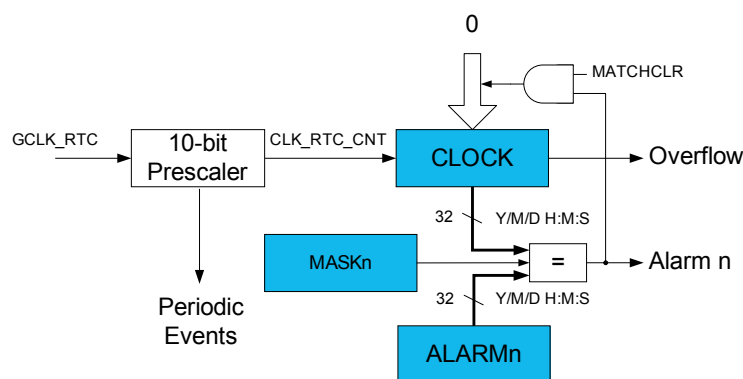 0
MATCHCLR
GCLK_RTC
10-bit
Prescaler
CLK_RTC_CNT
CLOCK
Overflow
32
Y/M/D H:M:S
MASKn
=
Alarm n
32
Y/M/D H:M:S
Periodic
Events
ALARMn